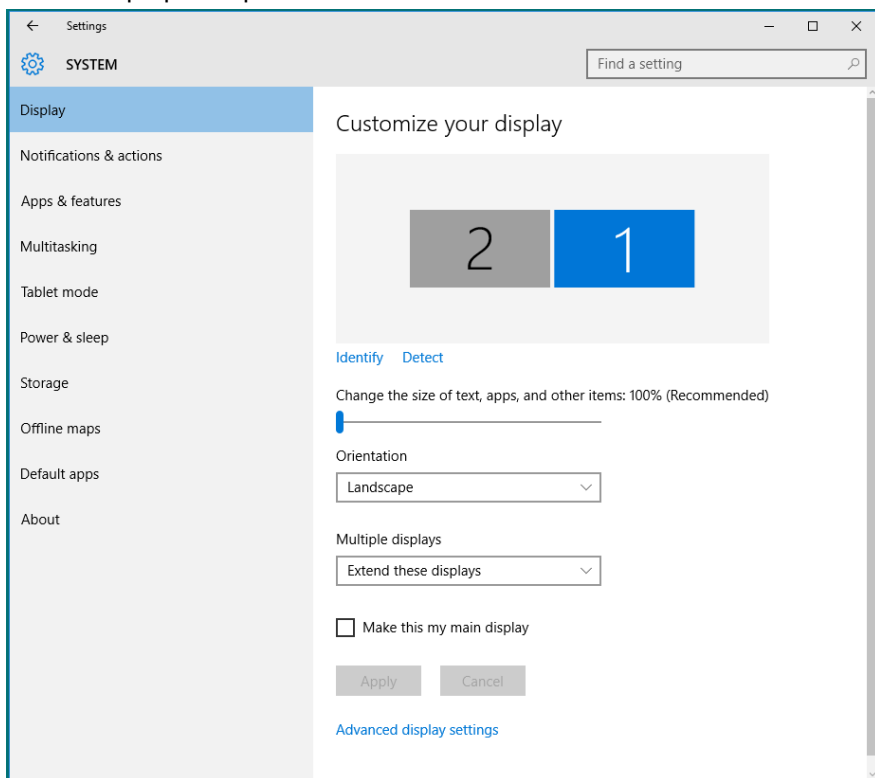 Settings
SYSTEM
Find a setting
Display
Notifications & actions
Apps & features
Multitasking
Tablet mode
Power & sleep
Storage
Offline maps
Default apps
About
Customize your display
2 1
Identify Detect
Change the size of text, apps, and other items: 100% (Recommended)
Orientation
Landscape
Multiple displays
Extend these displays
Make this my main display
Apply Cancel
Advanced display settings